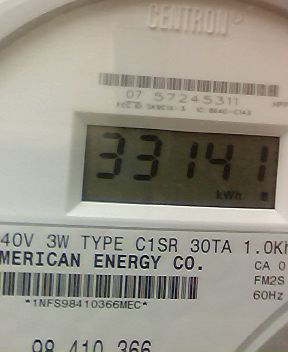 CENTRON®
07 57245311
33141
kWh
40V 3W TYPE C1SR 30TA 1.0Kh
MERICAN ENERGY CO. CA 0
FM2S
60Hz
*1NFS98410366MEC*
98 410 366